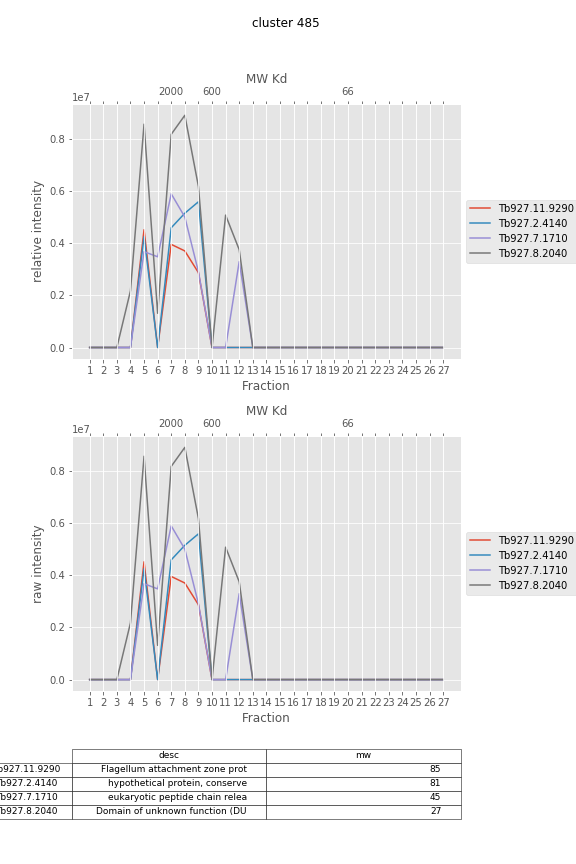 cluster 485
MW Kd
2000 600 66
1e7
0.8
0.6
0.4
0.2
0.0
relative intensity
1 2 3 4 5 6 7 8 9 10 11 12 13 14 15 16 17 18 19 20 21 22 23 24 25 26 27
Fraction
Tb927.11.9290
Tb927.2.4140
Tb927.7.1710
Tb927.8.2040
MW Kd
2000 600 66
1e7
0.8
0.6
0.4
0.2
0.0
raw intensity
1 2 3 4 5 6 7 8 9 10 11 12 13 14 15 16 17 18 19 20 21 22 23 24 25 26 27
Fraction
Tb927.11.9290
Tb927.2.4140
Tb927.7.1710
Tb927.8.2040
desc mw
b927.11.9290 Flagellum attachment zone prot 85
Tb927.2.4140 hypothetical protein, conserve 81
Tb927.7.1710 eukaryotic peptide chain relea 45
Tb927.8.2040 Domain of unknown function (DU 27